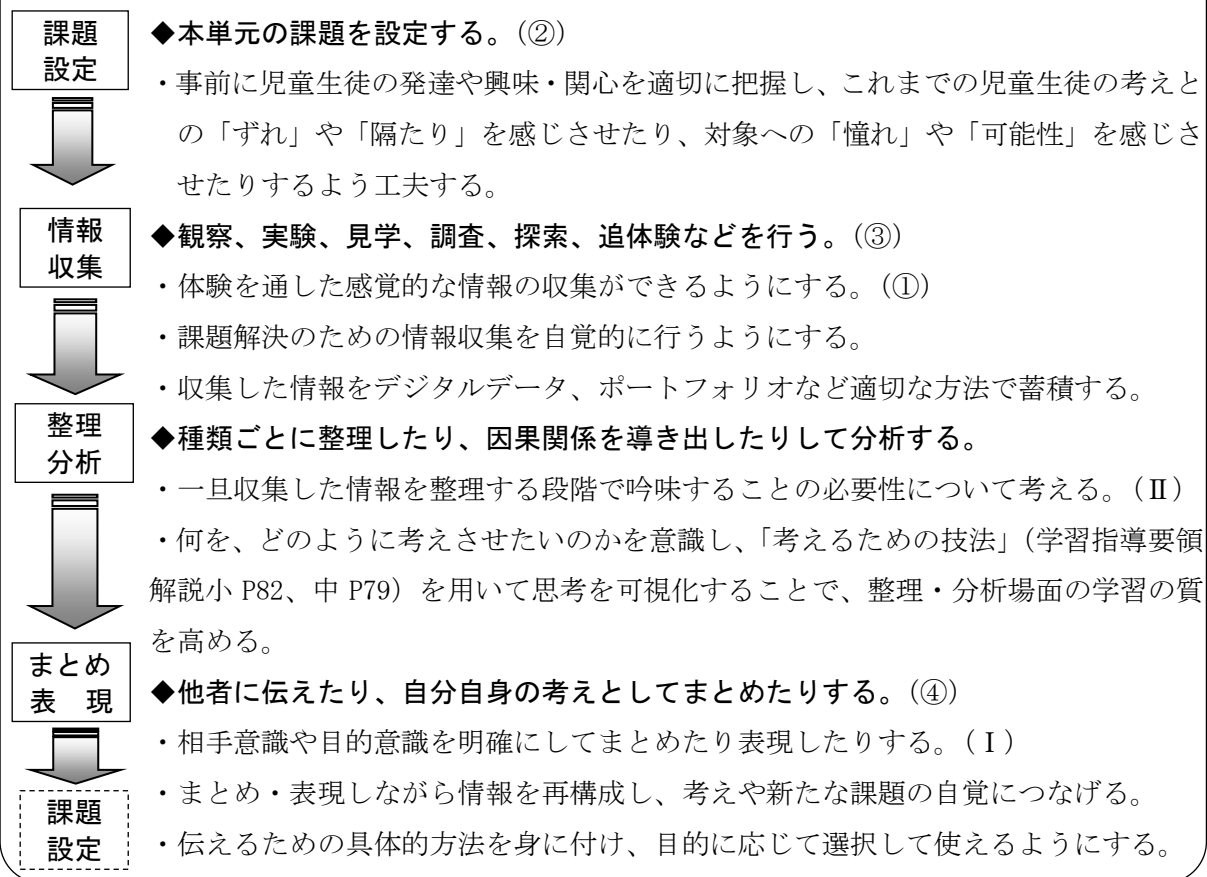 課題
設定
◆本単元の課題を設定する。(②)
・事前に児童生徒の発達や興味・関心を適切に把握し、これまでの児童生徒の考えと
の「ずれ」や「隔たり」を感じさせたり、対象への「憧れ」や「可能性」を感じさ
せたりするよう工夫する。
情報
収集
◆観察、実験、見学、調査、探索、追体験などを行う。(③)
・体験を通した感覚的な情報の収集ができるようにする。(①)
・課題解決のための情報収集を自覚的に行うようにする。
・収集した情報をデジタルデータ、ポートフォリオなど適切な方法で蓄積する。
整理
分析
◆種類ごとに整理したり、因果関係を導き出したりして分析する。
・一旦収集した情報を整理する段階で吟味することの必要性について考える。(Ⅱ)
・何を、どのように考えさせたいのかを意識し、「考えるための技法」(学習指導要領
解説小 P82、中 P79) を用いて思考を可視化することで、整理・分析場面の学習の質
を高める。
まとめ
表 現
◆他者に伝えたり、自分自身の考えとしてまとめたりする。(④)
・相手意識や目的意識を明確にしてまとめたり表現したりする。(Ⅰ)
・まとめ・表現しながら情報を再構成し、考えや新たな課題の自覚につなげる。
課題
設定
・伝えるための具体的方法を身に付け、目的に応じて選択して使えるようにする。